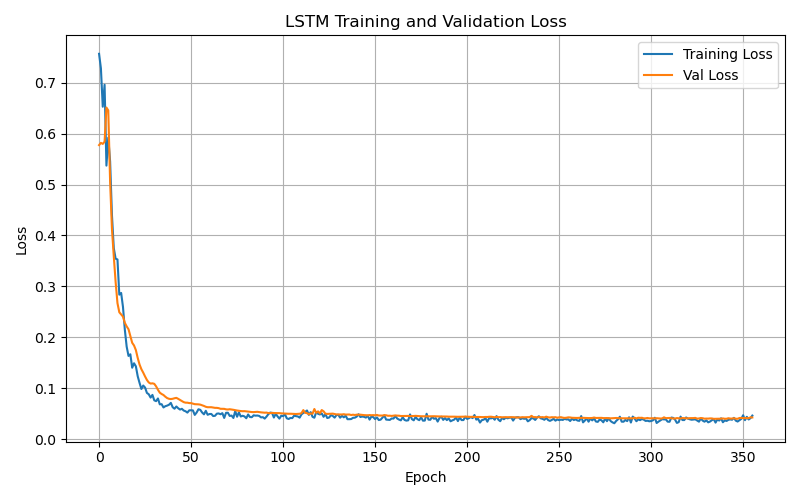 LSTM Training and Validation Loss
Training Loss
Val Loss
Loss
0.7
0.6
0.5
0.4
0.3
0.2
0.1
0.0
0 50 100 150 200 250 300 350
Epoch